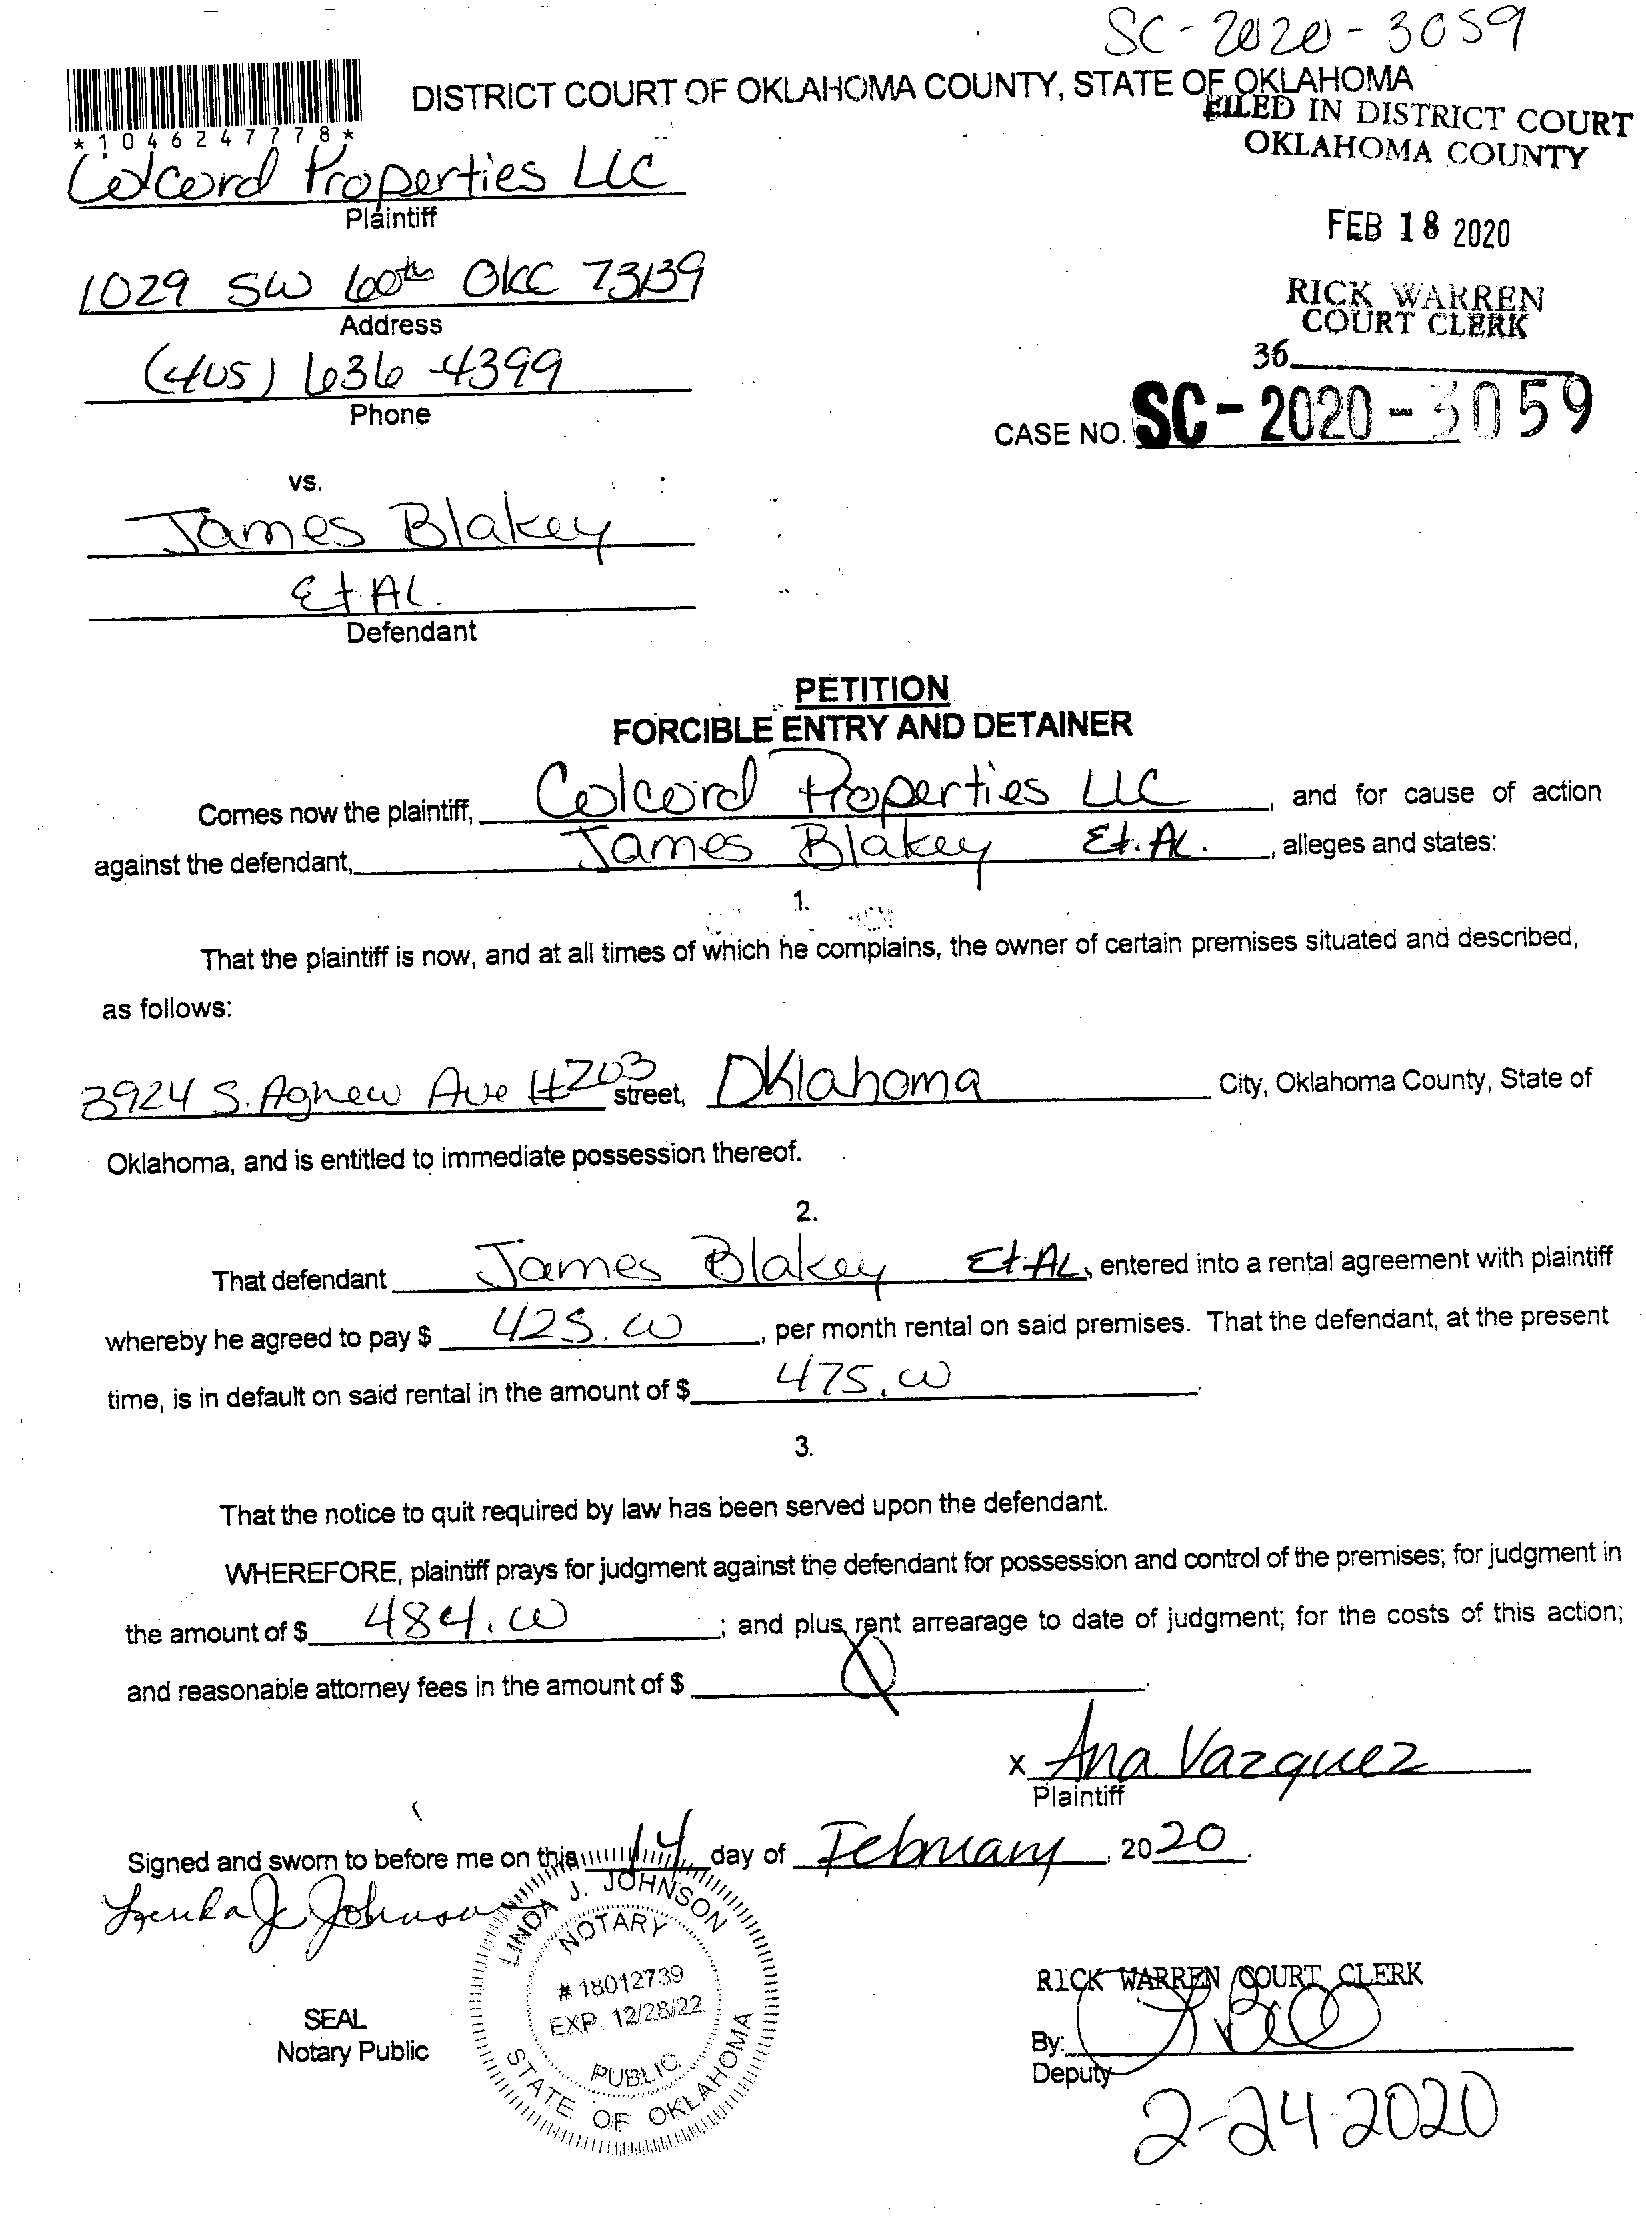 SC-2020-3059
DISTRICT COURT OF OKLAHOMA COUNTY, STATE OF OKLAHOMA
FILED IN DISTRICT COURT
OKLAHOMA COUNTY
*1046247778*
Colcord Properties LLC
Plaintiff
FEB 18 2020
1029 SW 60th OKC 73139
Address
RICK WARREN
COURT CLERK
(405) 636-4399
Phone
36
CASE NO. SC-2020-3059
vs.
James Blakey
Et AL.
Defendant
PETITION
FORCIBLE ENTRY AND DETAINER
Comes now the plaintiff, Colcord Properties LLC, and for cause of action
against the defendant, James Blakey Et. AL., alleges and states:
1.
That the plaintiff is now, and at all times of which he complains, the owner of certain premises situated and described,
as follows:
3924 S. Agnew Ave #203 street, Oklahoma City, Oklahoma County, State of
Oklahoma, and is entitled to immediate possession thereof.
2.
That defendant James Blakey Et AL, entered into a rental agreement with plaintiff
whereby he agreed to pay $ 425.00, per month rental on said premises. That the defendant, at the present
time, is in default on said rental in the amount of $ 475.00.
3.
That the notice to quit required by law has been served upon the defendant.
WHEREFORE, plaintiff prays for judgment against the defendant for possession and control of the premises; for judgment in
the amount of $ 484.00; and plus rent arrearage to date of judgment; for the costs of this action;
and reasonable attorney fees in the amount of $ 0.
x Ana Vazquez
Plaintiff
Signed and sworn to before me on this 14 day of February, 2020.
Linda J Johnson
LINDA J. JOHNSON
NOTARY
# 18012739
EXP. 12/28/22
PUBLIC
STATE OF OKLAHOMA
SEAL
Notary Public
RICK WARREN COURT CLERK
By:
Deputy
2-24-2020